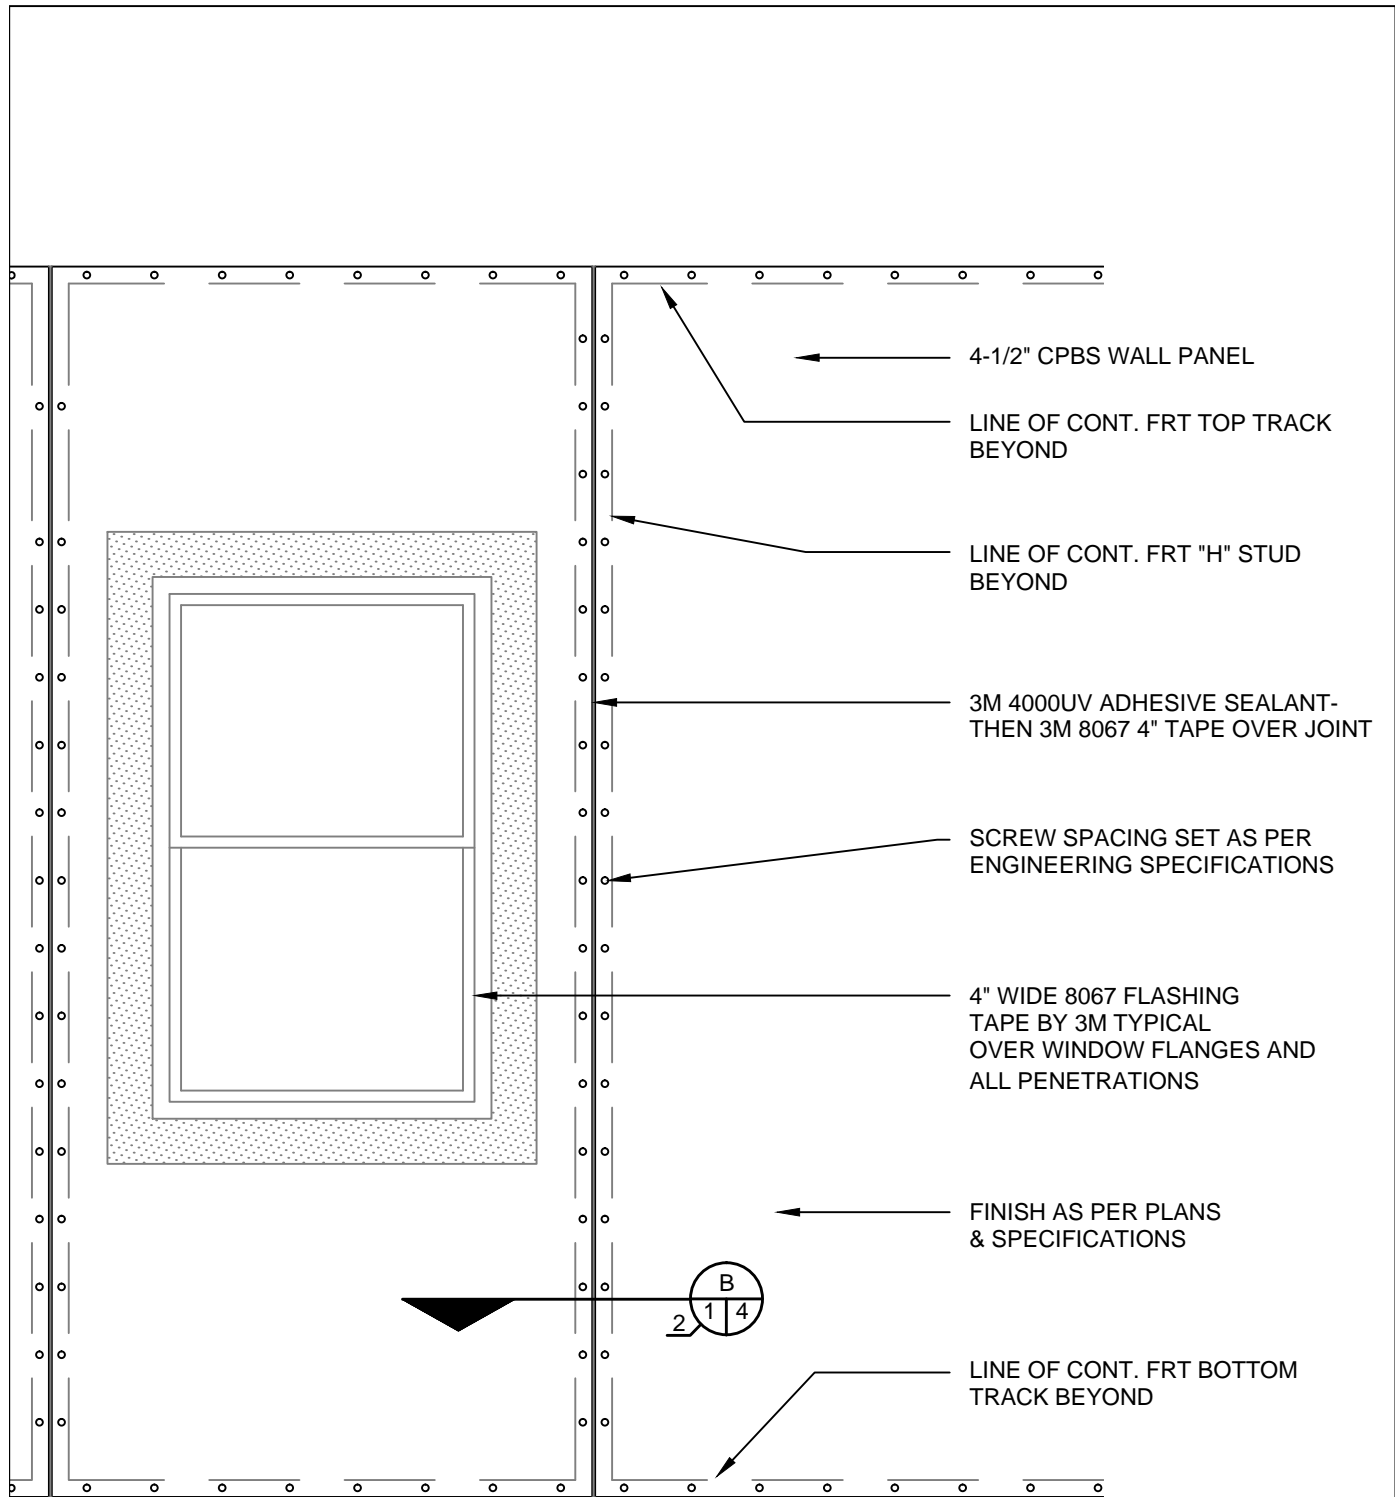 4-1/2" CPBS WALL PANEL
LINE OF CONT. FRT TOP TRACK
BEYOND
LINE OF CONT. FRT "H" STUD
BEYOND
3M 4000UV ADHESIVE SEALANT-
THEN 3M 8067 4" TAPE OVER JOINT
SCREW SPACING SET AS PER
ENGINEERING SPECIFICATIONS
4" WIDE 8067 FLASHING
TAPE BY 3M TYPICAL
OVER WINDOW FLANGES AND
ALL PENETRATIONS
FINISH AS PER PLANS
& SPECIFICATIONS
B
1 4
2
LINE OF CONT. FRT BOTTOM
TRACK BEYOND